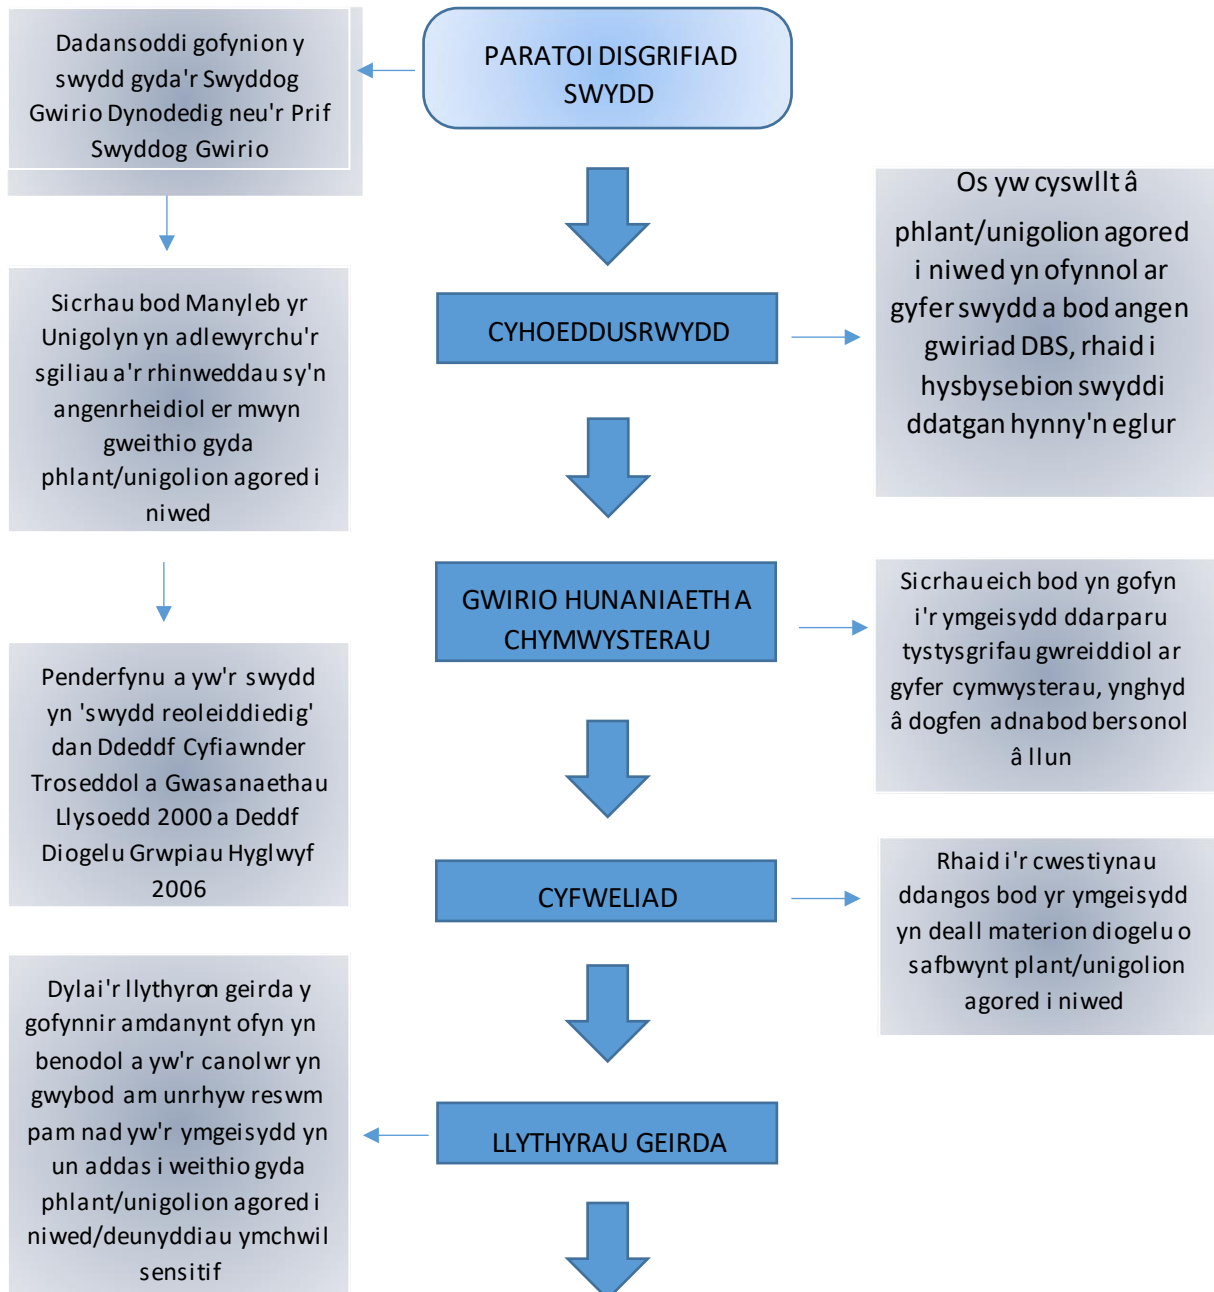 PARATOI DISGRIFIAD
SWYDD
Dadansoddi gofynion y
swydd gyda'r Swyddog
Gwirio Dynodedig neu'r Prif
Swyddog Gwirio
Sicrhau bod Manyleb yr
Unigolyn yn adlewyrchu'r
sgiliau a'r rhinweddau sy'n
angenrheidiol er mwyn
gweithio gyda
phlant/unigolion agored i
niwed
Penderfynu a yw'r swydd
yn 'swydd reoleiddiedig'
dan Ddeddf Cyfiawnder
Troseddol a Gwasanaethau
Llysoedd 2000 a Deddf
Diogelu Grwpiau Hyglwyf
2006
CYHOEDDUSRWYDD
Os yw cyswllt â
phlant/unigolion agored
i niwed yn ofynnol ar
gyfer swydd a bod angen
gwiriad DBS, rhaid i
hysbysebion swyddi
ddatgan hynny'n eglur
GWIRIO HUNANIAETH A
CHYMWYSTERAU
Sicrhau eich bod yn gofyn
i'r ymgeisydd ddarparu
tystysgrifau gwreiddiol ar
gyfer cymwysterau, ynghyd
â dogfen adnabod bersonol
â llun
CYFWELIAD
Rhaid i'r cwestiynau
ddangos bod yr ymgeisydd
yn deall materion diogelu o
safbwynt plant/unigolion
agored i niwed
LLYTHYRAU GEIRDA
Dylai'r llythyron geirda y
gofynnir amdanynt ofyn yn
benodol a yw'r canolwr yn
gwybod am unrhyw reswm
pam nad yw'r ymgeisydd yn
un addas i weithio gyda
phlant/unigolion agored i
niwed/deunyddiau ymchwil
sensitif